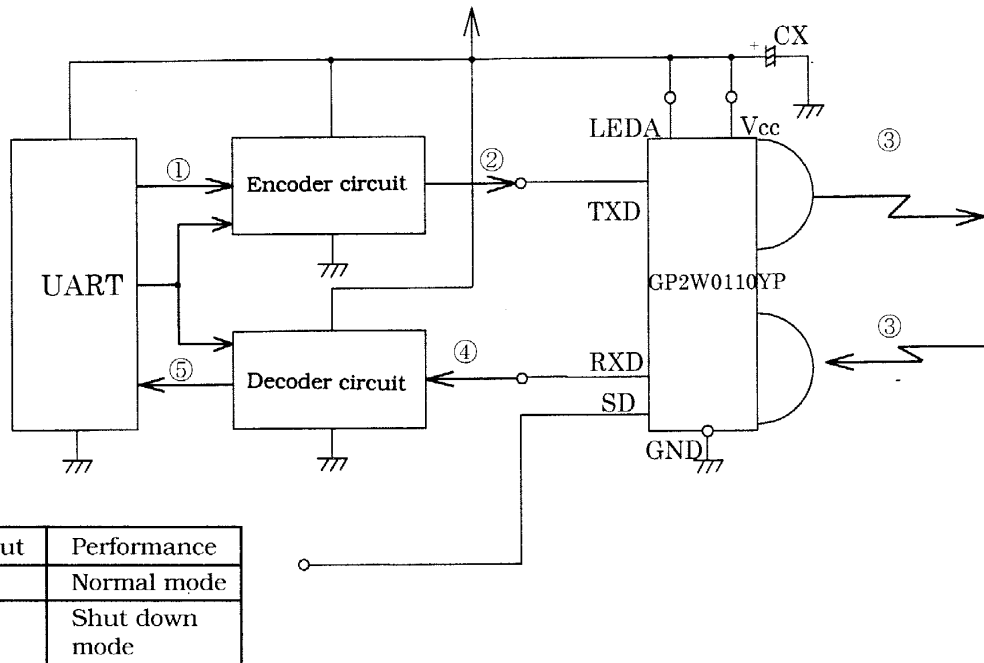 CX
+
LEDA
Vcc
③
①
Encoder circuit
②
TXD
UART
GP2W0110YP
③
⑤
Decoder circuit
④
RXD
SD
GND
ut
Performance
Normal mode
Shut down
mode